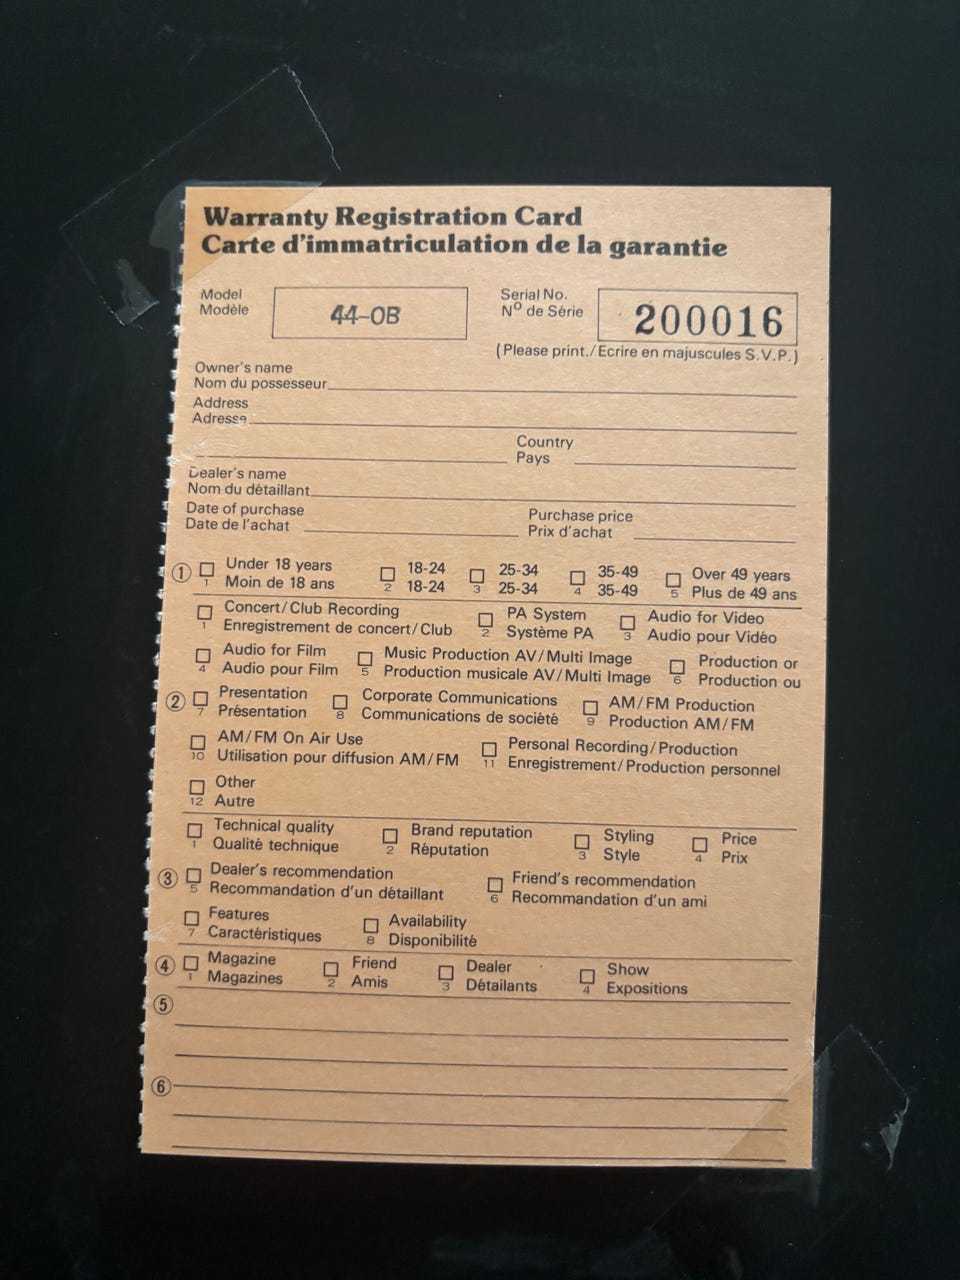 Warranty Registration Card
Carte d'immatriculation de la garantie
Model
Modèle
44-OB
Serial No.
Nº de Série
200016
(Please print./Ecrire en majuscules S.V.P.)
Owner's name
Nom du possesseur
Address
Adresse
Country
Pays
Dealer's name
Nom du détaillant
Date of purchase
Date de l'achat
Purchase price
Prix d'achat
① 1 Under 18 years 2 18-24 3 25-34 4 35-49 5 Over 49 years
Moin de 18 ans 18-24 25-34 35-49 Plus de 49 ans
1 Concert/Club Recording 2 PA System 3 Audio for Video
Enregistrement de concert/Club Système PA Audio pour Vidéo
4 Audio for Film 5 Music Production AV/Multi Image 6 Production or
Audio pour Film Production musicale AV/Multi Image Production ou
② 7 Presentation 8 Corporate Communications 9 AM/FM Production
Présentation Communications de société Production AM/FM
10 AM/FM On Air Use 11 Personal Recording/Production
Utilisation pour diffusion AM/FM Enregistrement/Production personnel
12 Other
Autre
1 Technical quality 2 Brand reputation 3 Styling 4 Price
Qualité technique Réputation Style Prix
③ 5 Dealer's recommendation 6 Friend's recommendation
Recommandation d'un détaillant Recommandation d'un ami
7 Features 8 Availability
Caractéristiques Disponibilité
④ 1 Magazine 2 Friend 3 Dealer 4 Show
Magazines Amis Détailants Expositions
⑤
⑥